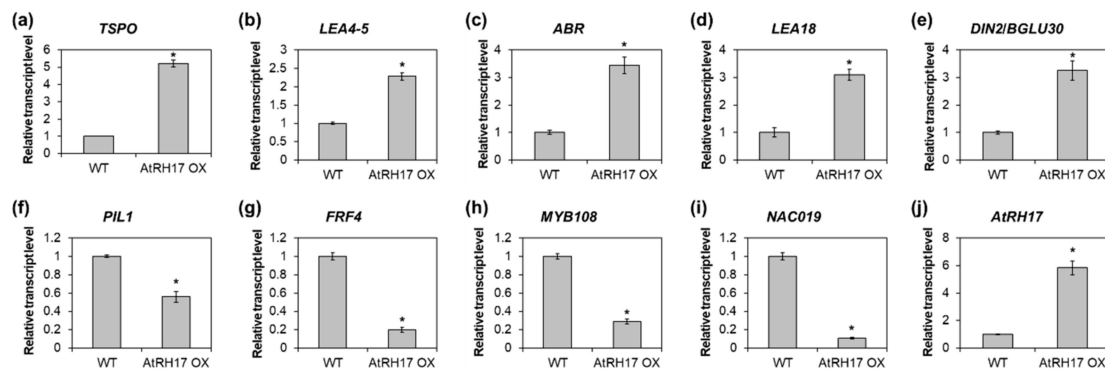 (a) TSPO
Relative transcript level
6
5
4
3
2
1
0
WT AtRH17 OX
(b) LEA4-5
Relative transcript level
3
2.5
2
1.5
1
0.5
0
WT AtRH17 OX
(c) ABR
Relative transcript level
4
3
2
1
0
*
WT AtRH17 OX
(d) LEA18
Relative transcript level
4
3
2
1
0
*
WT AtRH17 OX
(e) DIN2/BGLU30
Relative transcript level
4
3
2
1
0
*
WT AtRH17 OX
(f) PIL1
Relative transcript level
1.2
1
0.8
0.6
0.4
0.2
0
*
WT AtRH17 OX
(g) FRF4
Relative transcript level
1.2
1
0.8
0.6
0.4
0.2
0
*
WT AtRH17 OX
(h) MYB108
Relative transcript level
1.2
1
0.8
0.6
0.4
0.2
0
*
WT AtRH17 OX
(i) NAC019
Relative transcript level
1.2
1
0.8
0.6
0.4
0.2
0
*
WT AtRH17 OX
(j) AtRH17
Relative transcript level
8
6
4
2
0
*
WT AtRH17 OX